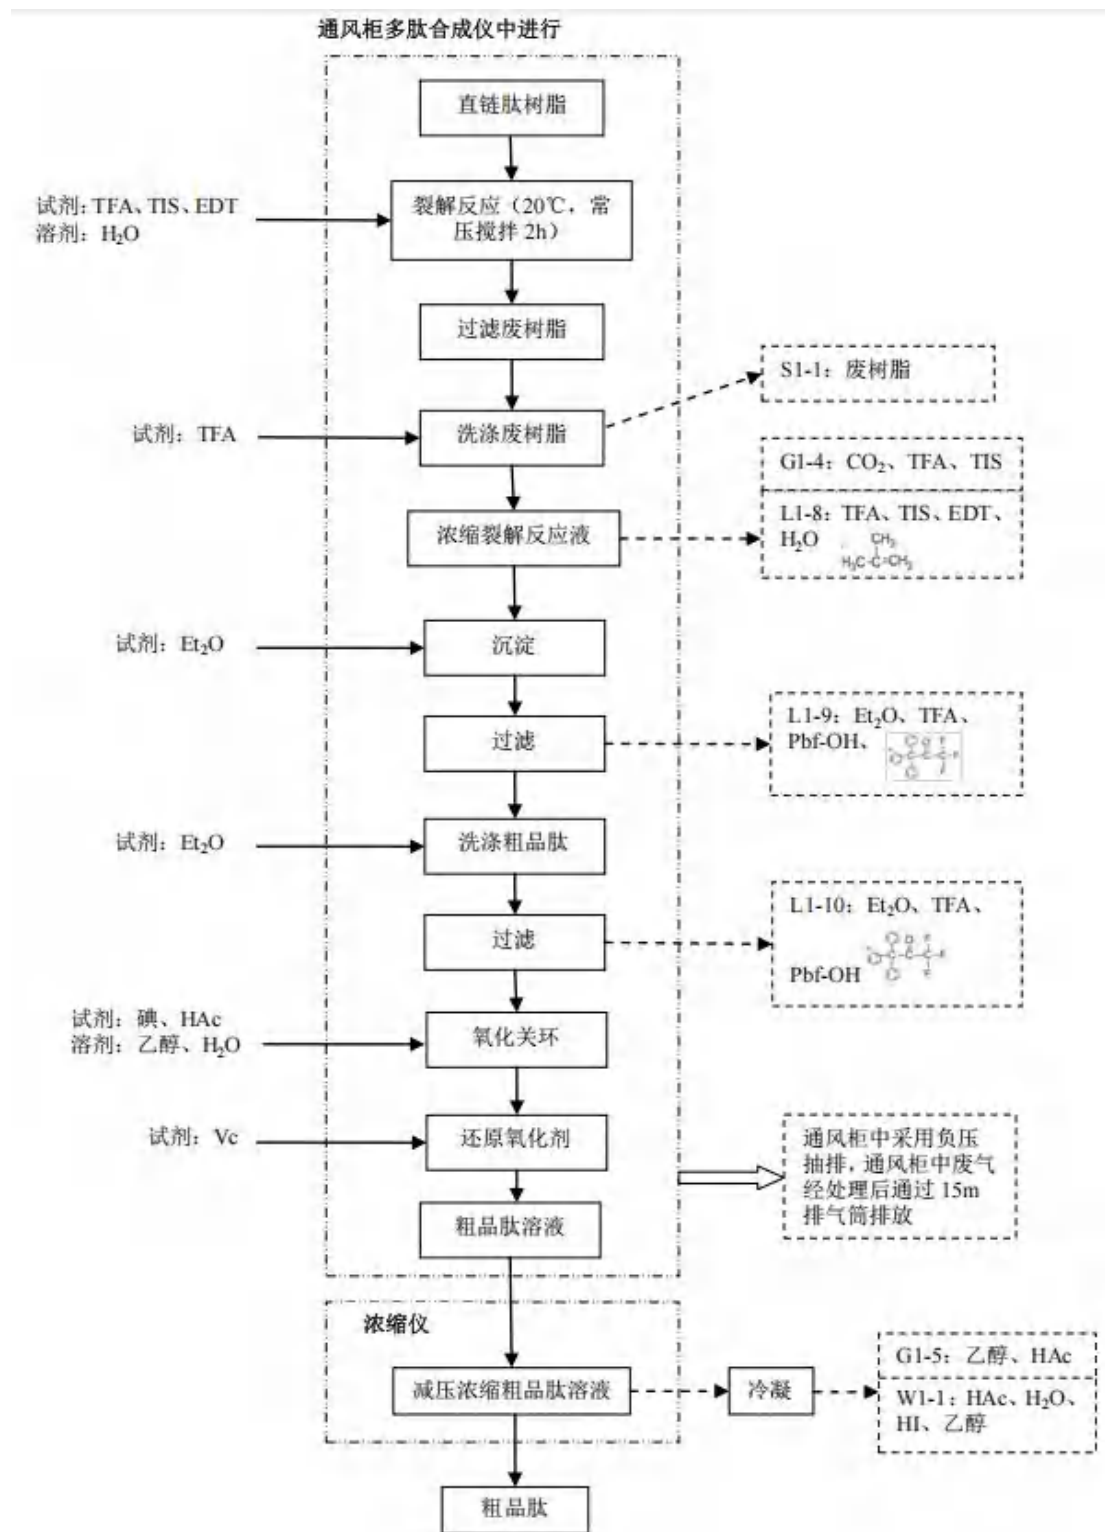 通风柜多肽合成仪中进行
直链肽树脂
试剂：TFA、TIS、EDT
溶剂：H₂O
裂解反应（20℃，常
压搅拌 2h）
过滤废树脂
S1-1：废树脂
试剂：TFA
洗涤废树脂
G1-4：CO₂、TFA、TIS
浓缩裂解反应液
L1-8：TFA、TIS、EDT、
H₂O
CH₃
H₃C-C=CH₂
试剂：Et₂O
沉淀
过滤
L1-9：Et₂O、TFA、
Pbf-OH、
试剂：Et₂O
洗涤粗品肽
过滤
L1-10：Et₂O、TFA、
Pbf-OH
试剂：碘、HAc
溶剂：乙醇、H₂O
氧化关环
试剂：Vc
还原氧化剂
通风柜中采用负压
抽排，通风柜中废气
经处理后通过 15m
排气筒排放
粗品肽溶液
浓缩仪
减压浓缩粗品肽溶液
冷凝
G1-5：乙醇、HAc
W1-1：HAc、H₂O、
HI、乙醇
粗品肽